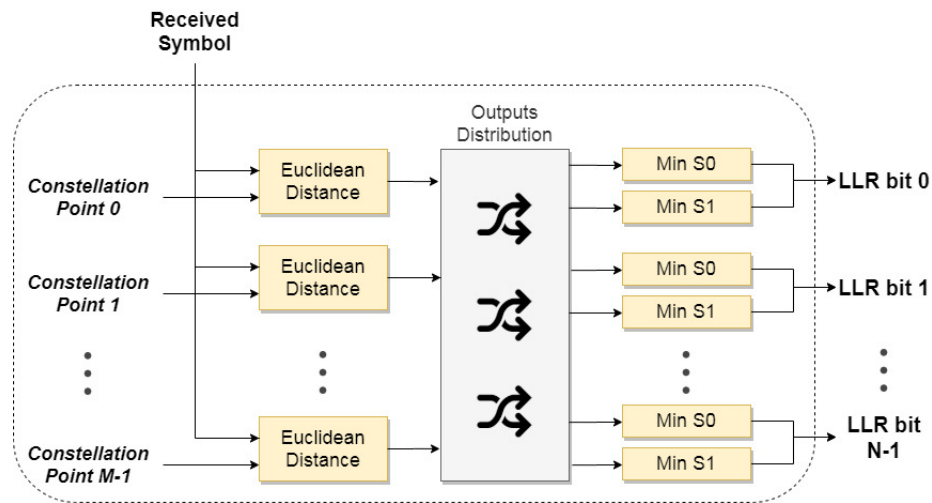 Received
Symbol
Outputs
Distribution
Constellation
Point 0
Euclidean
Distance
Min S0
Min S1
LLR bit 0
Constellation
Point 1
Euclidean
Distance
Min S0
Min S1
LLR bit 1
Constellation
Point M-1
Euclidean
Distance
Min S0
Min S1
LLR bit
N-1